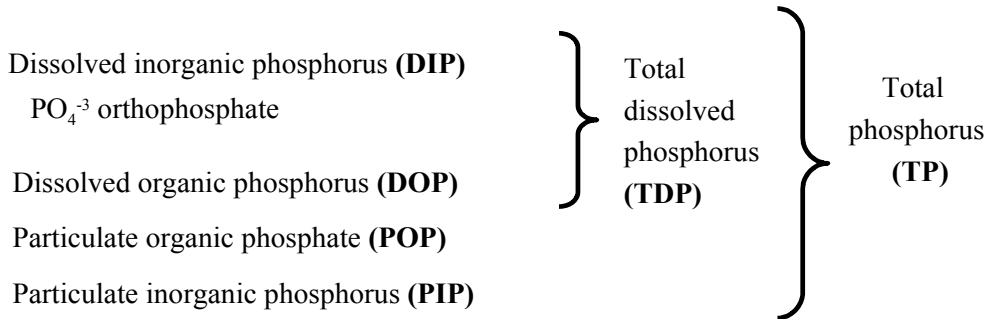 Dissolved inorganic phosphorus (DIP)
PO₄⁻³ orthophosphate
Dissolved organic phosphorus (DOP)
Particulate organic phosphate (POP)
Particulate inorganic phosphorus (PIP)
Total
dissolved
phosphorus
(TDP)
Total
phosphorus
(TP)